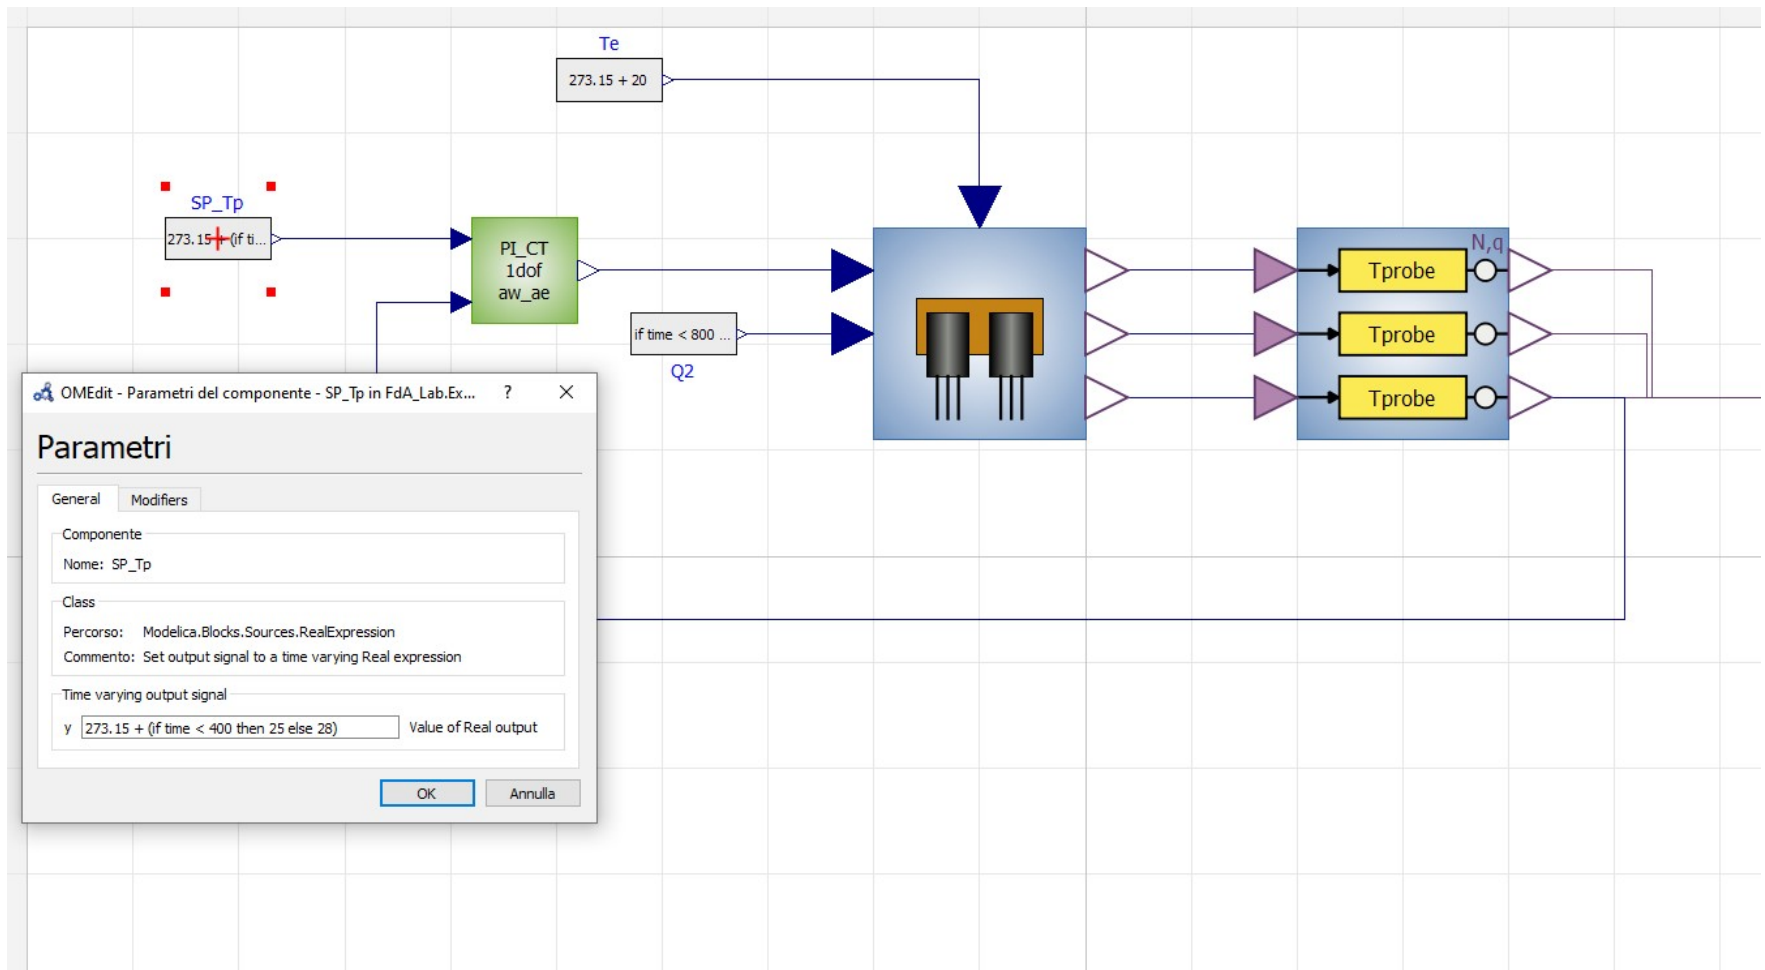 Te
273.15 + 20
SP_Tp
273.15 + (if ti...
PI_CT
1dof
aw_ae
if time < 800 ...
Q2
N,q
Tprobe
Tprobe
Tprobe
OMEdit - Parametri del componente - SP_Tp in FdA_Lab.Ex...
?
Parametri
General
Modifiers
Componente
Nome: SP_Tp
Class
Percorso: Modelica.Blocks.Sources.RealExpression
Commento: Set output signal to a time varying Real expression
Time varying output signal
y 273.15 + (if time < 400 then 25 else 28) Value of Real output
OK
Annulla